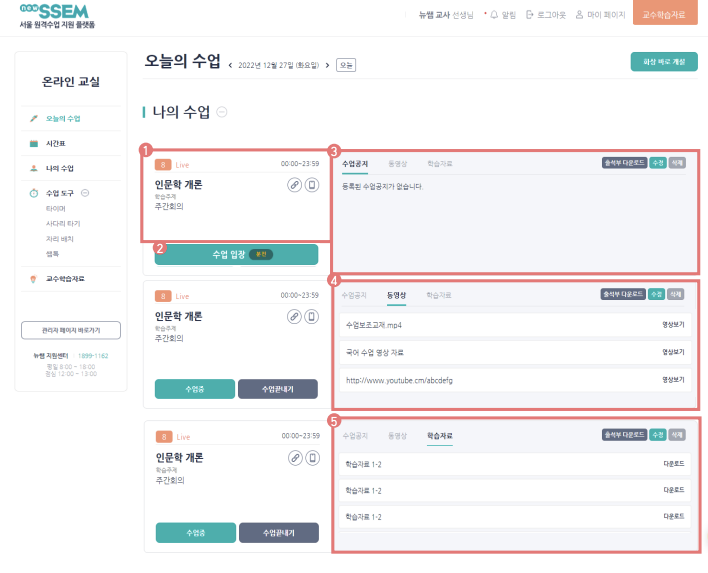 newSSEM
서울 원격수업 지원 플랫폼
뉴쌤 교사 선생님 알림 로그아웃 마이 페이지 교수학습자료
온라인 교실
오늘의 수업
시간표
나의 수업
수업 도구
타이머
사다리 타기
자리 배치
쌤톡
교수학습자료
관리자 페이지 바로가기
뉴쌤 지원센터 : 1899-1162
평일 8:00 ~ 18:00
점심 12:00 ~ 13:00
오늘의 수업 < 2022년 12월 27일 (화요일) > 오늘
화상 바로 개설
나의 수업
1
8 Live 00:00~23:59
인문학 개론
학습주제
주간회의
2
수업 입장
3
수업공지 동영상 학습자료 출석부 다운로드 수정 삭제
등록된 수업공지가 없습니다.
8 Live 00:00~23:59
인문학 개론
학습주제
주간회의
수업중 수업끝내기
4
수업공지 동영상 학습자료 출석부 다운로드 수정 삭제
수업보조교재.mp4 영상보기
국어 수업 영상 자료 영상보기
http://www.youtube.cm/abcdefg 영상보기
8 Live 00:00~23:59
인문학 개론
학습주제
주간회의
수업중 수업끝내기
5
수업공지 동영상 학습자료 출석부 다운로드 수정 삭제
학습자료 1-2 다운로드
학습자료 1-2 다운로드
학습자료 1-2 다운로드